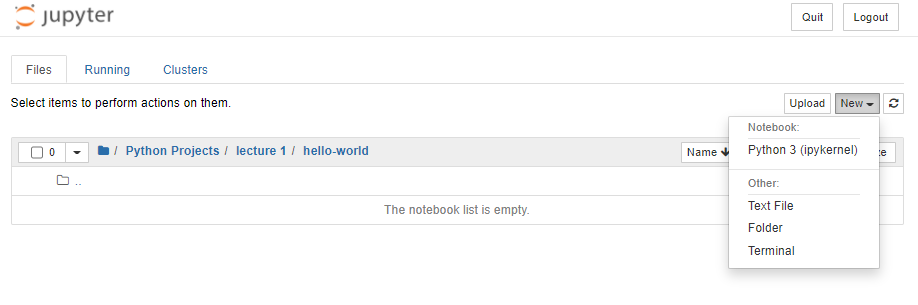 jupyter
Quit Logout
Files Running Clusters
Select items to perform actions on them.
Upload New
0 / Python Projects / lecture 1 / hello-world Name
Notebook:
Python 3 (ipykernel)
..
Other:
The notebook list is empty.
Text File
Folder
Terminal